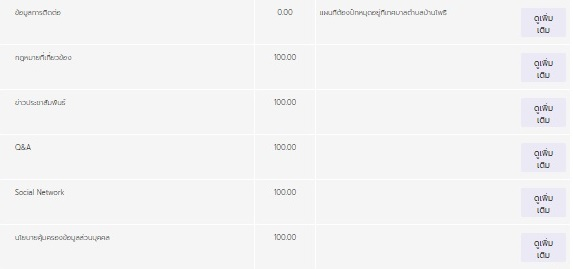 ข้อมูลการติดต่อ 0.00 แผนที่ต้องปักหมุดอยู่ที่เทศบาลตำบลบ้านโพธิ์ ดูเพิ่ม
เติม
กฎหมายที่เกี่ยวข้อง 100.00 ดูเพิ่ม
เติม
ข่าวประชาสัมพันธ์ 100.00 ดูเพิ่ม
เติม
Q&A 100.00 ดูเพิ่ม
เติม
Social Network 100.00 ดูเพิ่ม
เติม
นโยบายคุ้มครองข้อมูลส่วนบุคคล 100.00 ดูเพิ่ม
เติม